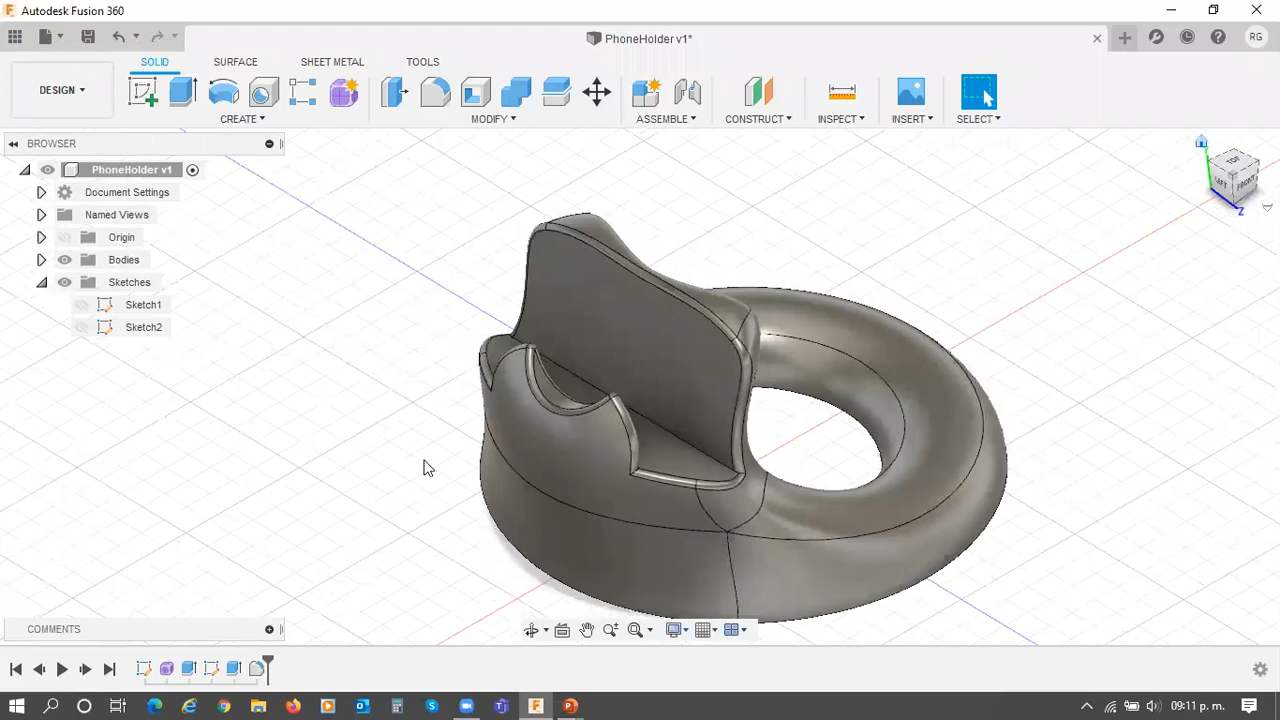 Autodesk Fusion 360
PhoneHolder v1*
RG
SOLID SURFACE SHEET METAL TOOLS
DESIGN
CREATE MODIFY ASSEMBLE CONSTRUCT INSPECT INSERT SELECT
BROWSER
PhoneHolder v1
Document Settings
Named Views
Origin
Bodies
Sketches
Sketch1
Sketch2
TOP
LEFT FRONT
Z
COMMENTS
09:11 p. m.